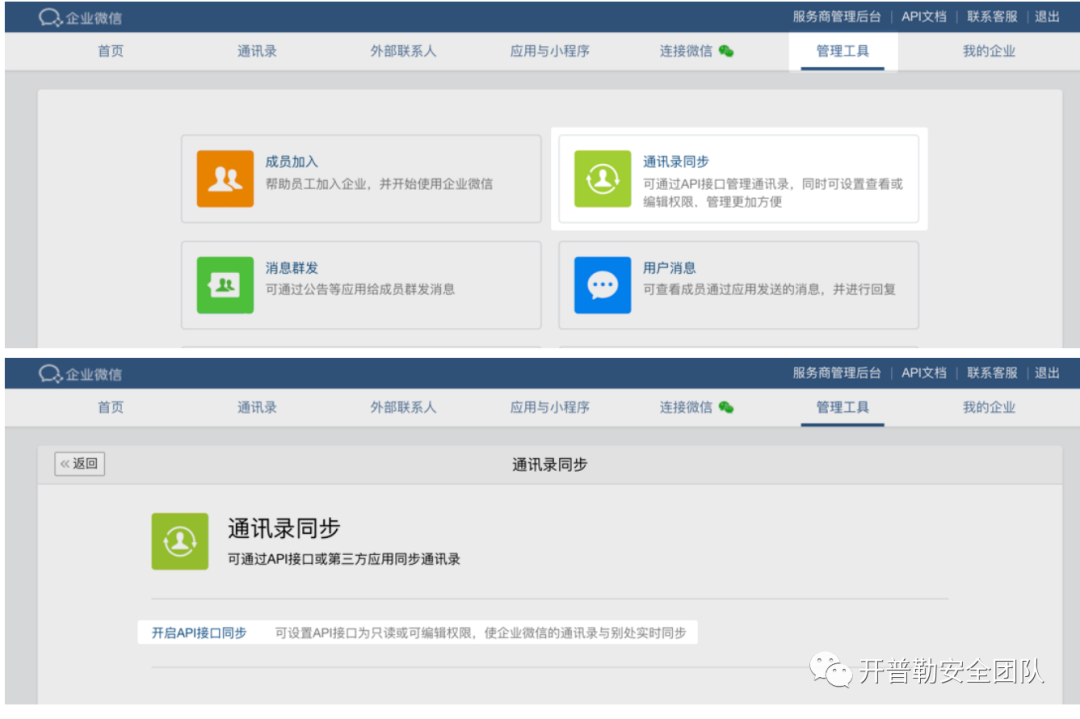 企业微信
服务商管理后台 | API文档 | 联系客服 | 退出
首页 通讯录 外部联系人 应用与小程序 连接微信 管理工具 我的企业
成员加入
帮助员工加入企业，并开始使用企业微信
通讯录同步
可通过API接口管理通讯录，同时可设置查看或
编辑权限、管理更加方便
消息群发
可通过公告等应用给成员群发消息
用户消息
可查看成员通过应用发送的消息，并进行回复
企业微信
服务商管理后台 | API文档 | 联系客服 | 退出
首页 通讯录 外部联系人 应用与小程序 连接微信 管理工具 我的企业
«返回
通讯录同步
通讯录同步
可通过API接口或第三方应用同步通讯录
开启API接口同步 可设置API接口为只读或可编辑权限，使企业微信的通讯录与别处实时同步
开普勒安全团队